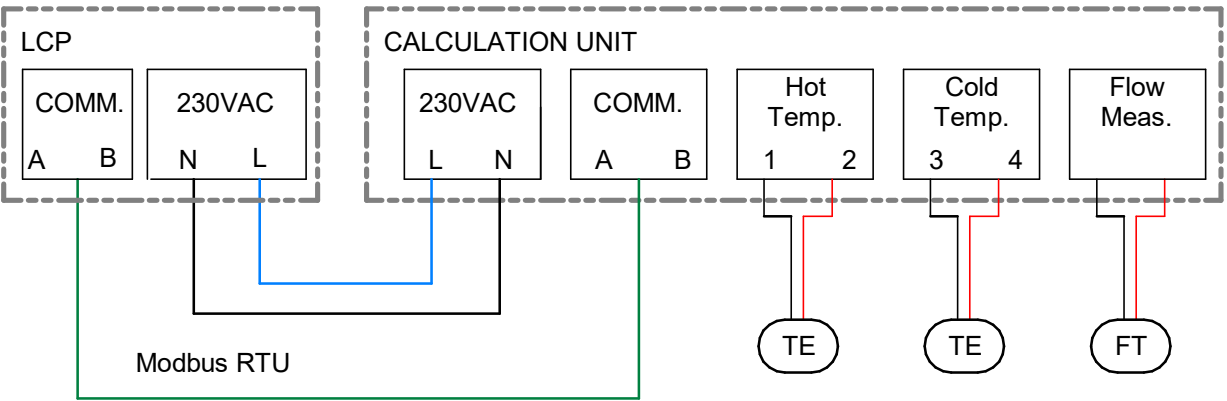 LCP
COMM.
A B
230VAC
N L
CALCULATION UNIT
230VAC
L N
COMM.
A B
Hot
Temp.
1 2
Cold
Temp.
3 4
Flow
Meas.
TE
TE
FT
Modbus RTU